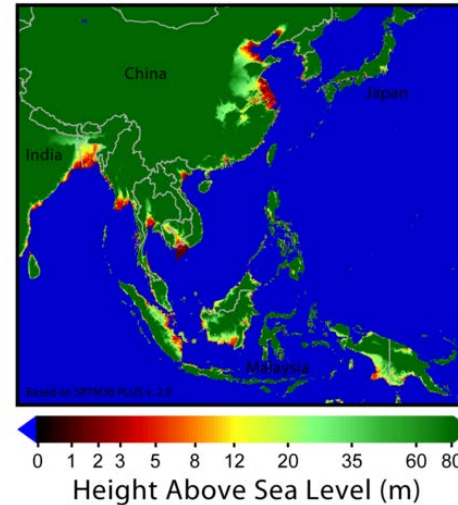 China
Japan
India
Malaysia
Based on SRTM30 PLUS v. 2.0
0 1 2 3 5 8 12 20 35 60 80
Height Above Sea Level (m)